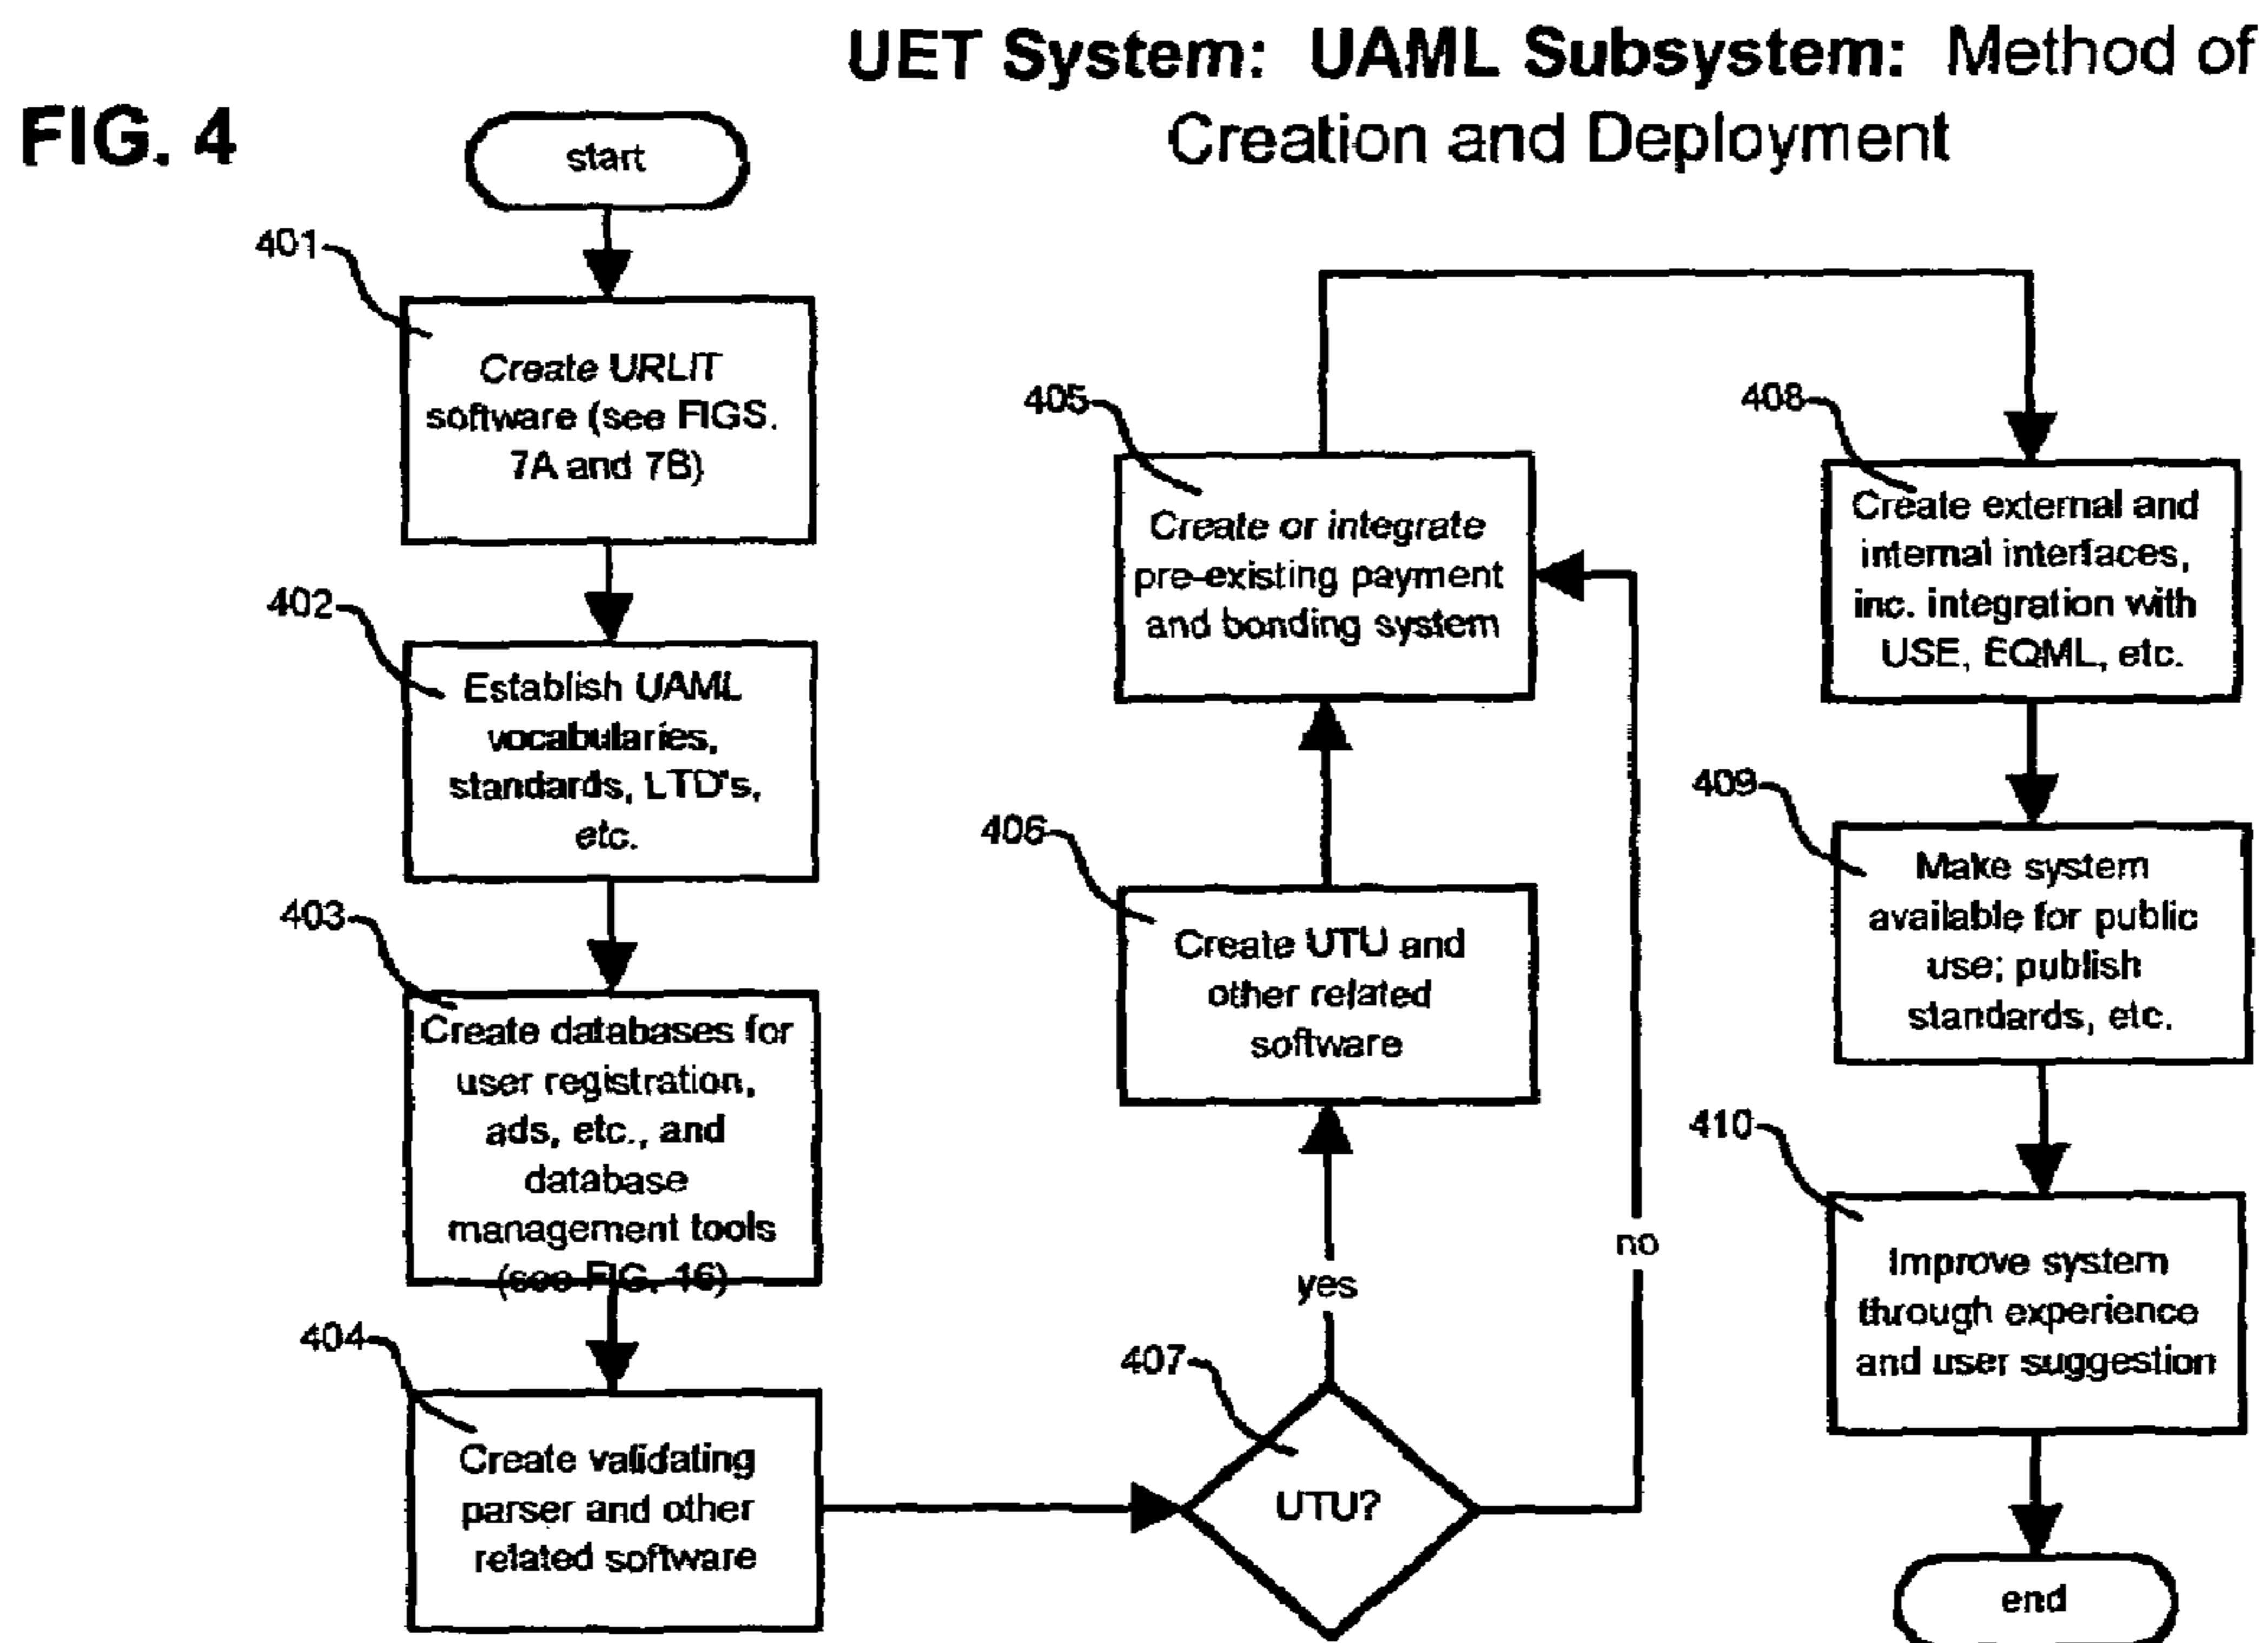 UET System: UAML Subsystem: Method of
Creation and Deployment
FIG. 4
start
401
Create URLIT
software (see FIGS.
7A and 7B)
402
Establish UAML
vocabularies,
standards, LTD's,
etc.
403
Create databases for
user registration,
ads, etc., and
database
management tools
(see FIG. 16)
404
Create validating
parser and other
related software
405
Create or integrate
pre-existing payment
and bonding system
406
Create UTU and
other related
software
yes
no
407
UTU?
408
Create external and
internal interfaces,
inc. integration with
USE, EQML, etc.
409
Make system
available for public
use; publish
standards, etc.
410
Improve system
through experience
and user suggestion
end